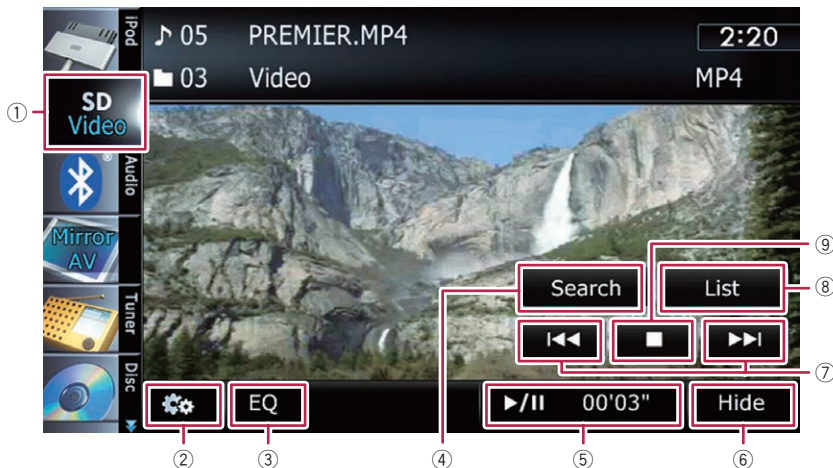 iPod
♪ 05 PREMIER.MP4 2:20
03 Video MP4
① SD
Video
Audio
Mirror
AV
Tuner
Disc
⑨
Search List ⑧
⑦
EQ 00'03" Hide
② ③ ④ ⑤ ⑥